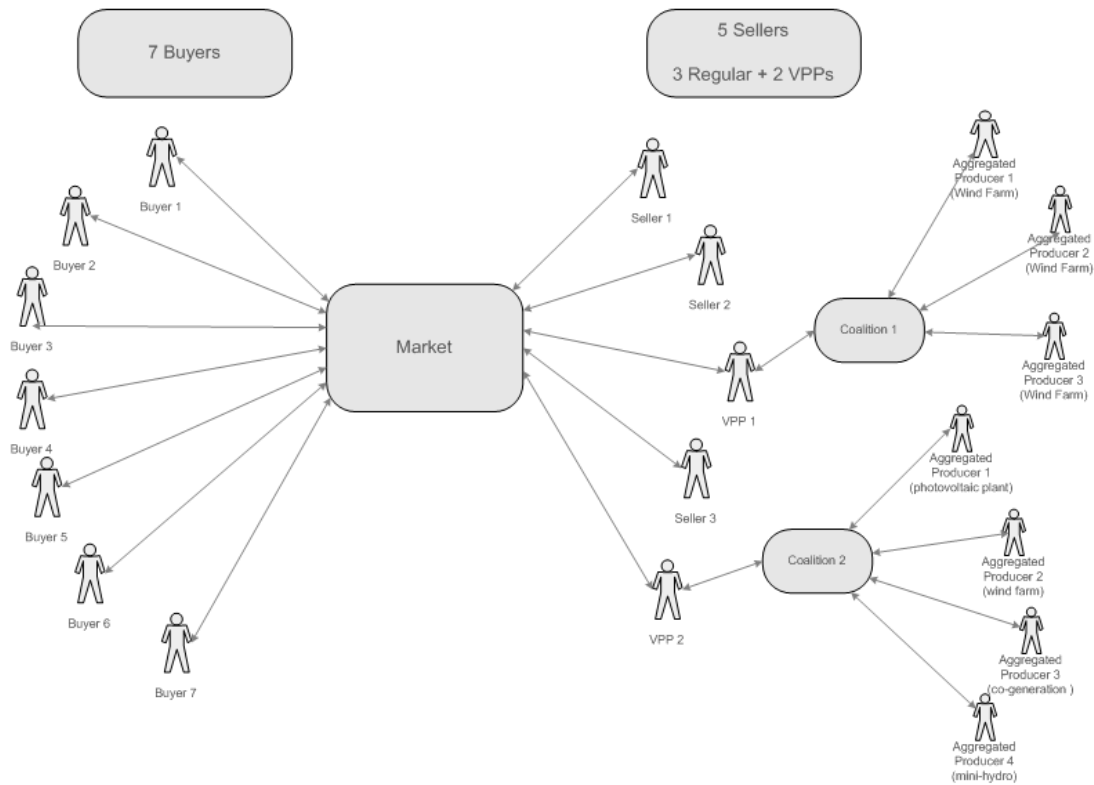 7 Buyers
5 Sellers
3 Regular + 2 VPPs
Buyer 1
Buyer 2
Buyer 3
Buyer 4
Buyer 5
Buyer 6
Buyer 7
Market
Seller 1
Seller 2
VPP 1
Seller 3
VPP 2
Coalition 1
Aggregated
Producer 1
(Wind Farm)
Aggregated
Producer 2
(Wind Farm)
Aggregated
Producer 3
(Wind Farm)
Coalition 2
Aggregated
Producer 1
(photovoltaic plant)
Aggregated
Producer 2
(wind farm)
Aggregated
Producer 3
(co-generation )
Aggregated
Producer 4
(mini-hydro)